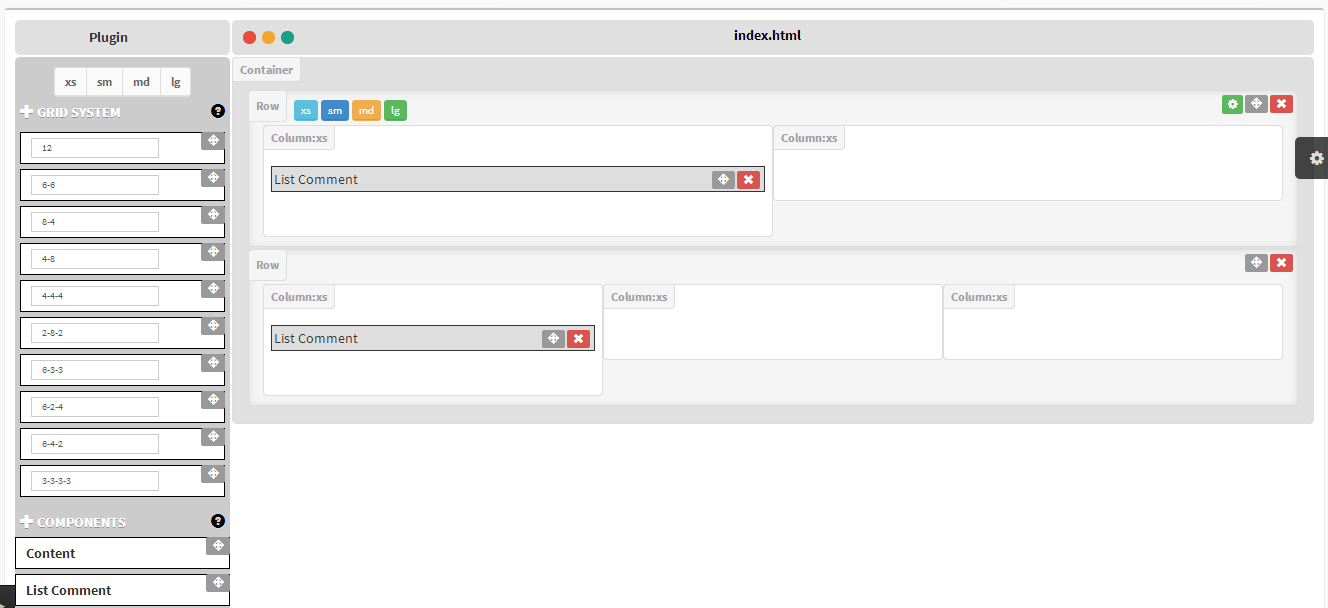 Plugin
index.html
xs sm md lg
GRID SYSTEM ?
12
6-6
8-4
4-8
4-4-4
2-8-2
6-3-3
6-2-4
6-4-2
3-3-3-3
COMPONENTS ?
Content
List Comment
Container
Row xs sm md lg
Column:xs Column:xs
List Comment
Row
Column:xs Column:xs Column:xs
List Comment